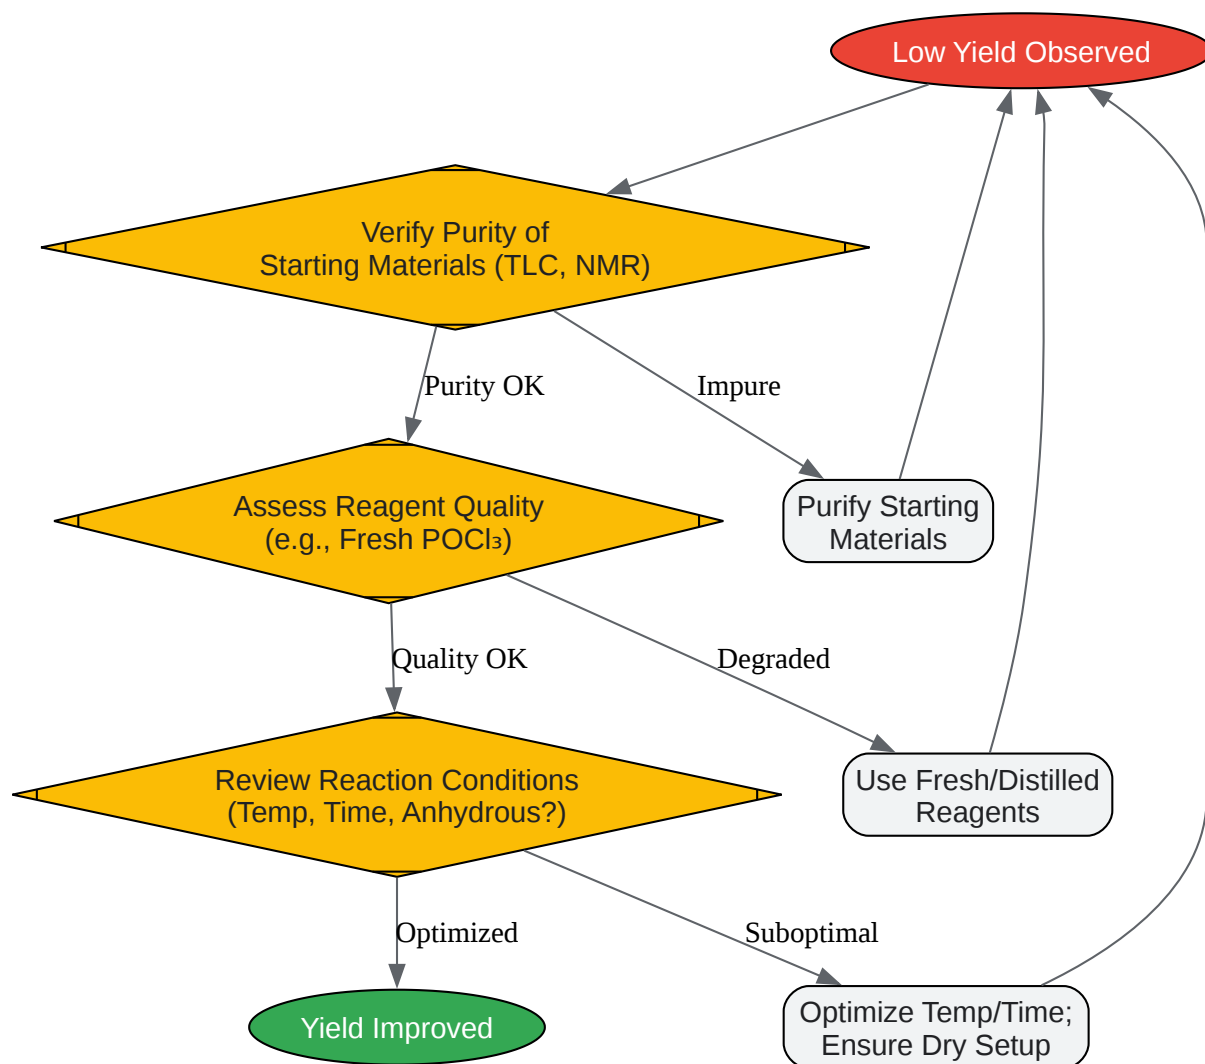 Low Yield Observed
Verify Purity of
Starting Materials (TLC, NMR)
Purity OK
Impure
Assess Reagent Quality
(e.g., Fresh POCl₃)
Purify Starting
Materials
Quality OK
Degraded
Review Reaction Conditions
(Temp, Time, Anhydrous?)
Use Fresh/Distilled
Reagents
Optimized
Suboptimal
Yield Improved
Optimize Temp/Time;
Ensure Dry Setup